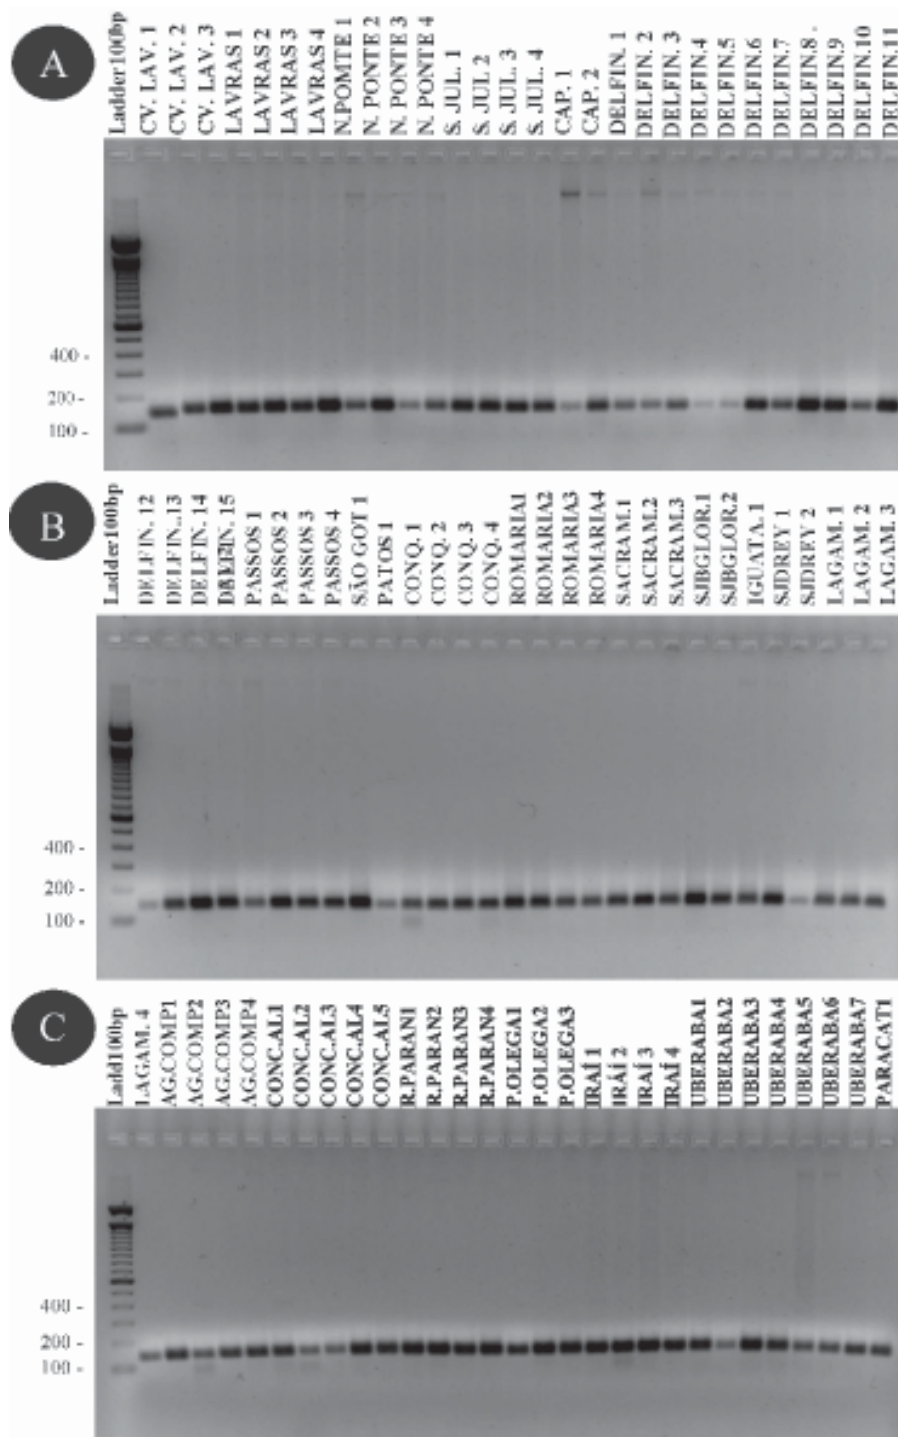 A
Ladder100bp
CV. LAV. 1
CV. LAV. 2
CV. LAV. 3
LAVRAS 1
LAVRAS 2
LAVRAS 3
LAVRAS 4
N.POMTE 1
N. PONTE 2
N. PONTE 3
N. PONTE 4
S. JUL. 1
S. JUL 2
S. JUL. 3
S. JUL. 4
CAP. 1
CAP. 2
DELFIN. 1
DELFIN. 2
DELFIN. 3
DELFIN.4
DELFIN.5
DELFIN.6
DELFIN.7
DELFIN.8 .
DELFIN.9
DELFIN.10
DELFIN.11
400 -
200 -
100 -
B
Ladder100bp
DELFIN. 12
DELFIN..13
DELFIN. 14
15
PASSOS 1
PASSOS 2
PASSOS 3
PASSOS 4
SÃO GOT 1
PATOS 1
CONQ. 1
CONQ. 2
CONQ. 3
CONQ. 4
ROMARIA1
ROMARIA2
ROMARIA3
ROMARIA4
SACRAM.1
SACRAM.2
SACRAM.3
SJBGLOR.1
SJBGLOR.2
IGUATA. 1
SJDREY 1
SJDREY 2
LAGAM. 1
LAGAM. 2
LAGAM. 3
400 -
200 -
100 -
C
Ladd100bp
LAGAM. 4
AG.COMP1
AG.COMP2
AG.COMP3
AG.COMP4
CONC.AL1
CONC.AL2
CONC.AL3
CONC.AL4
CONC.AL5
R.PARAN1
R.PARAN2
R.PARAN3
R.PARAN4
P.OLEGA1
P.OLEGA2
P.OLEGA3
IRAÍ 1
IRAÍ 2
IRAÍ 3
IRAÍ 4
UBERABA1
UBERABA2
UBERABA3
UBERABA4
UBERABA5
UBERABA6
UBERABA7
PARACAT1
400 -
200 -
100 -